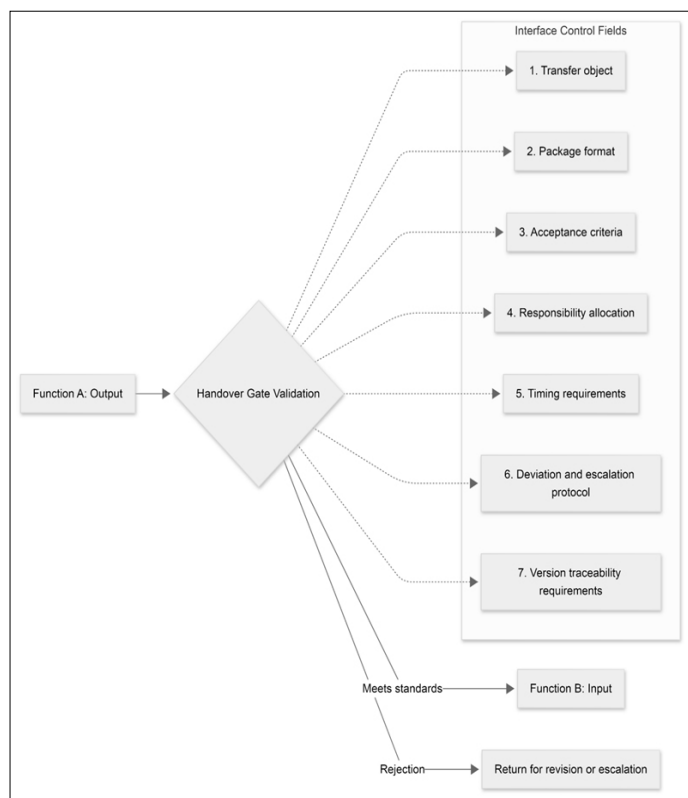 Interface Control Fields
1. Transfer object
2. Package format
3. Acceptance criteria
4. Responsibility allocation
Function A: Output
Handover Gate Validation
5. Timing requirements
6. Deviation and escalation
protocol
7. Version traceability
requirements
Meets standards
Function B: Input
Rejection
Return for revision or escalation